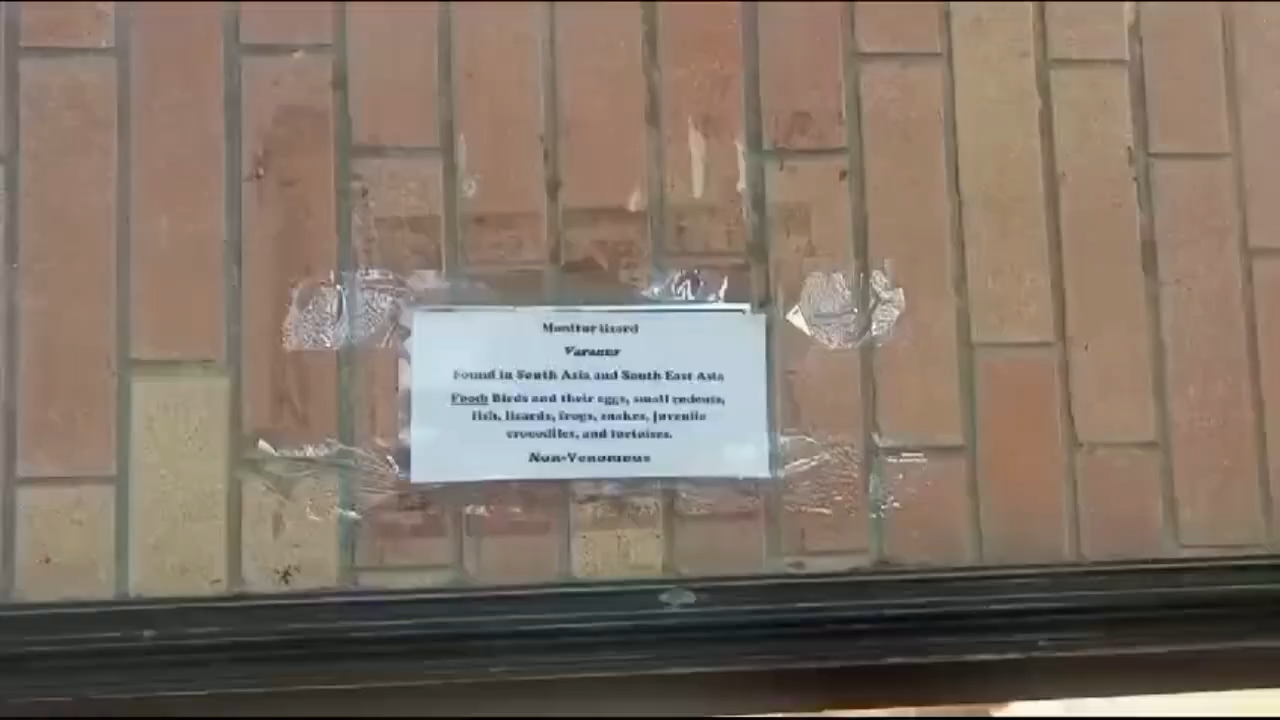 Monitor lizard
Varanus
Found in South Asia and South East Asia
Food: Birds and their eggs, small rodents,
fish, lizards, frogs, snakes, juvenile
crocodiles, and tortoises.
Non-Venomous